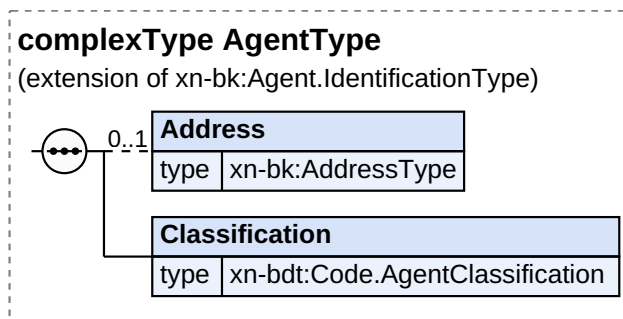 complexType AgentType
(extension of xn-bk:Agent.IdentificationType)
0..1
Address
type xn-bk:AddressType
Classification
type xn-bdt:Code.AgentClassification